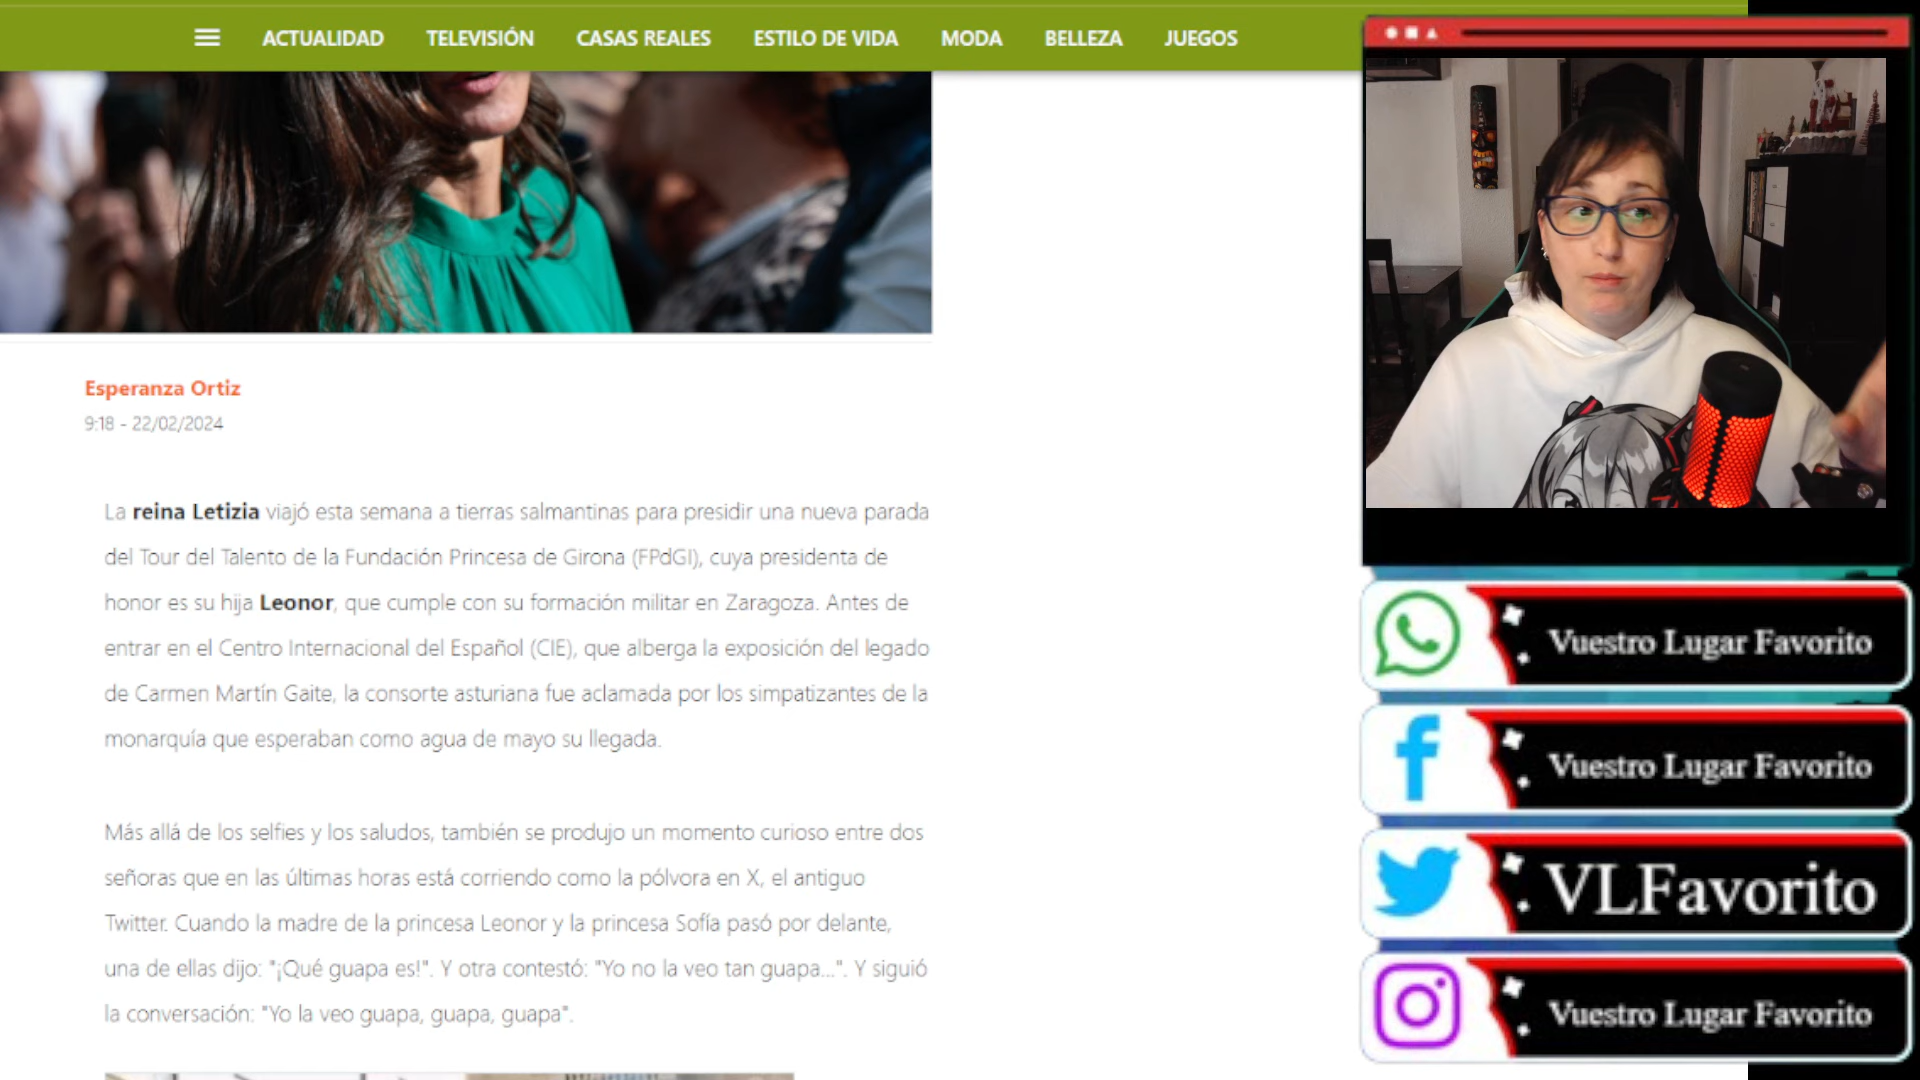 ACTUALIDAD TELEVISIÓN CASAS REALES ESTILO DE VIDA MODA BELLEZA JUEGOS
Esperanza Ortiz
9:18 - 22/02/2024
La reina Letizia viajó esta semana a tierras salmantinas para presidir una nueva parada
del Tour del Talento de la Fundación Princesa de Girona (FPdGI), cuya presidenta de
honor es su hija Leonor, que cumple con su formación militar en Zaragoza. Antes de
entrar en el Centro Internacional del Español (CIE), que alberga la exposición del legado
de Carmen Martín Gaite, la consorte asturiana fue aclamada por los simpatizantes de la
monarquía que esperaban como agua de mayo su llegada.
Más allá de los selfies y los saludos, también se produjo un momento curioso entre dos
señoras que en las últimas horas está corriendo como la pólvora en X, el antiguo
Twitter. Cuando la madre de la princesa Leonor y la princesa Sofía pasó por delante,
una de ellas dijo: "¡Qué guapa es!". Y otra contestó: "Yo no la veo tan guapa...". Y siguió
la conversación: "Yo la veo guapa, guapa, guapa".
Vuestro Lugar Favorito
Vuestro Lugar Favorito
VLFavorito
Vuestro Lugar Favorito